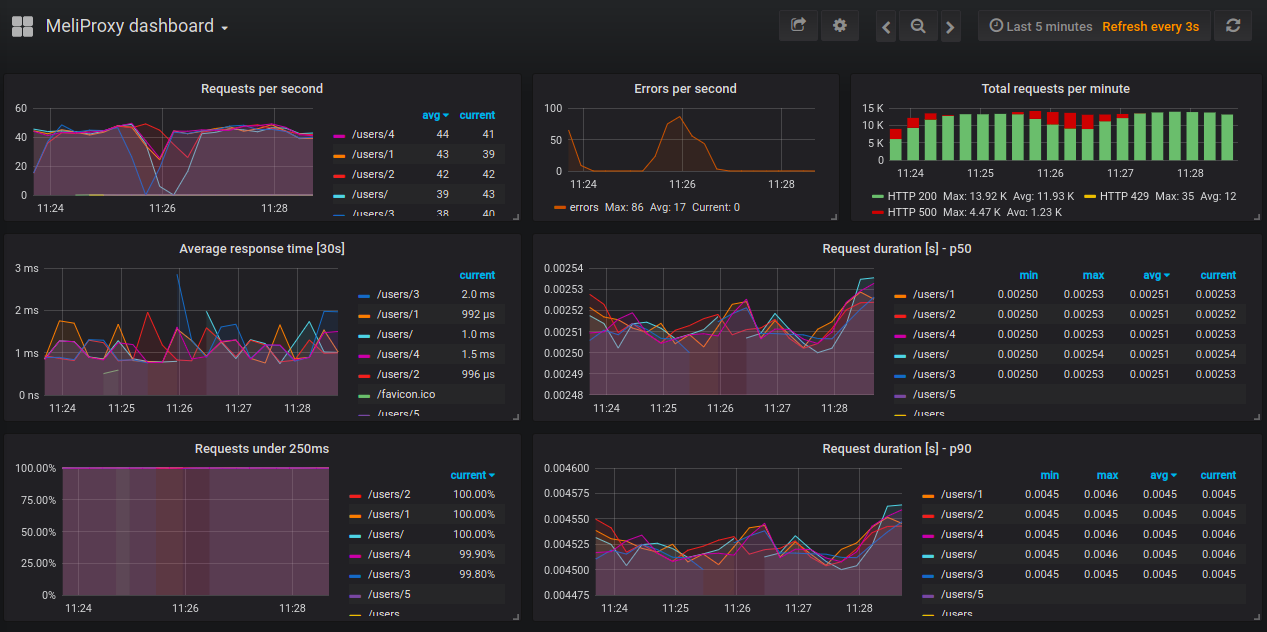 MeliProxy dashboard
Last 5 minutes Refresh every 3s
Requests per second
60
40
20
0
11:24 11:26 11:28
avg current
/users/4 44 41
/users/1 43 39
/users/2 42 42
/users/ 39 43
/users/3 38 40
Errors per second
100
50
0
11:24 11:26 11:28
errors Max: 86 Avg: 17 Current: 0
Total requests per minute
15 K
10 K
5 K
0
11:24 11:25 11:26 11:27 11:28
HTTP 200 Max: 13.92 K Avg: 11.93 K HTTP 429 Max: 35 Avg: 12
HTTP 500 Max: 4.47 K Avg: 1.23 K
Average response time [30s]
3 ms
2 ms
1 ms
0 ns
11:24 11:25 11:26 11:27 11:28
current
/users/3 2.0 ms
/users/1 992 µs
/users/ 1.0 ms
/users/4 1.5 ms
/users/2 996 µs
/favicon.ico
/users/5
Request duration [s] - p50
0.00254
0.00253
0.00252
0.00251
0.00250
0.00249
0.00248
11:24 11:25 11:26 11:27 11:28
min max avg current
/users/1 0.00250 0.00253 0.00251 0.00253
/users/2 0.00250 0.00253 0.00251 0.00252
/users/4 0.00250 0.00253 0.00251 0.00253
/users/ 0.00250 0.00254 0.00251 0.00254
/users/3 0.00250 0.00253 0.00251 0.00253
/users/5
/users
Requests under 250ms
100.00%
75.00%
50.00%
25.00%
0%
11:24 11:26 11:28
current
/users/2 100.00%
/users/1 100.00%
/users/ 100.00%
/users/4 99.90%
/users/3 99.80%
/users/5
/users
Request duration [s] - p90
0.004600
0.004575
0.004550
0.004525
0.004500
0.004475
11:24 11:25 11:26 11:27 11:28
min max avg current
/users/1 0.0045 0.0046 0.0045 0.0045
/users/2 0.0045 0.0045 0.0045 0.0045
/users/4 0.0045 0.0046 0.0045 0.0046
/users/ 0.0045 0.0046 0.0045 0.0046
/users/3 0.0045 0.0045 0.0045 0.0045
/users/5
/users